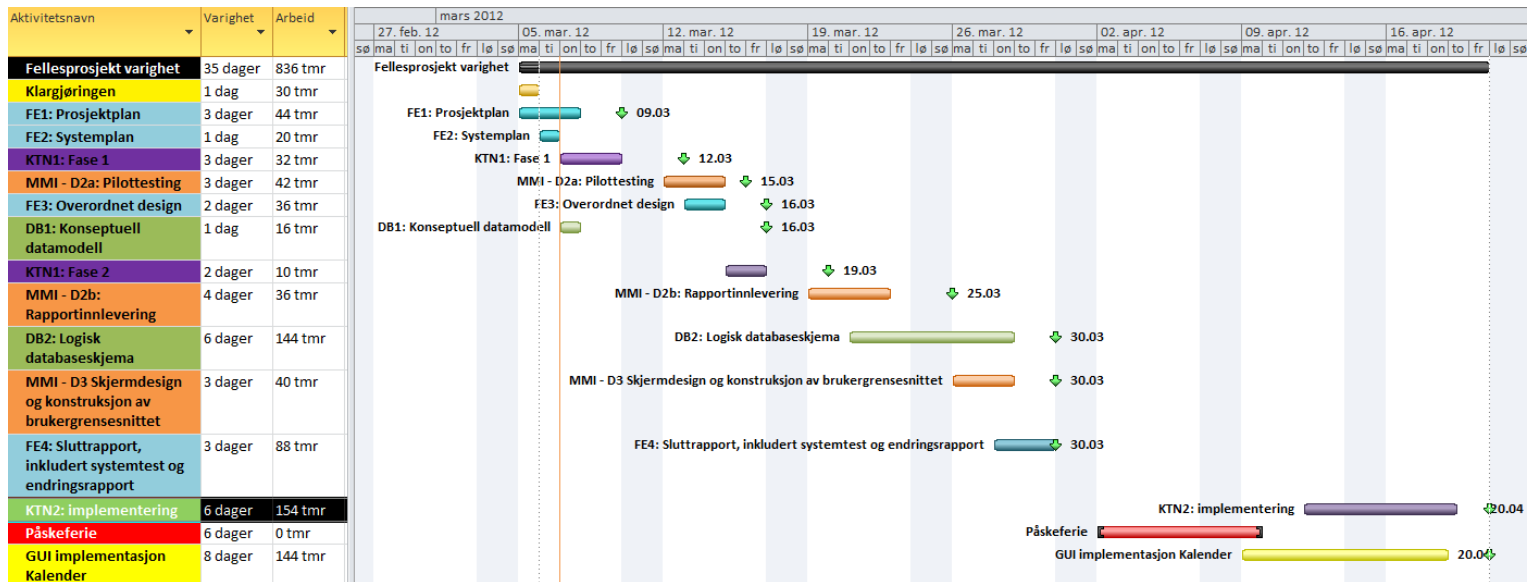 Aktivitetsnavn Varighet Arbeid
mars 2012
27. feb. 12 05. mar. 12 12. mar. 12 19. mar. 12 26. mar. 12 02. apr. 12 09. apr. 12 16. apr. 12
sø ma ti on to fr lø sø ma ti on to fr lø sø ma ti on to fr lø sø ma ti on to fr lø sø ma ti on to fr lø sø ma ti on to fr lø sø ma ti on to fr lø sø ma ti on to fr lø sø
Fellesprosjekt varighet 35 dager 836 tmr Fellesprosjekt varighet
Klargjøringen 1 dag 30 tmr
FE1: Prosjektplan 3 dager 44 tmr FE1: Prosjektplan 09.03
FE2: Systemplan 1 dag 20 tmr FE2: Systemplan
KTN1: Fase 1 3 dager 32 tmr KTN1: Fase 1 12.03
MMI - D2a: Pilottesting 3 dager 42 tmr MMI - D2a: Pilottesting 15.03
FE3: Overordnet design 2 dager 36 tmr FE3: Overordnet design 16.03
DB1: Konseptuell 1 dag 16 tmr DB1: Konseptuell datamodell 16.03
datamodell
KTN1: Fase 2 2 dager 10 tmr 19.03
MMI - D2b: 4 dager 36 tmr MMI - D2b: Rapportinnlevering 25.03
Rapportinnlevering
DB2: Logisk 6 dager 144 tmr DB2: Logisk databaseskjema 30.03
databaseskjema
MMI - D3 Skjermdesign 3 dager 40 tmr MMI - D3 Skjermdesign og konstruksjon av brukergrensesnittet 30.03
og konstruksjon av
brukergrensesnittet
FE4: Sluttrapport, 3 dager 88 tmr FE4: Sluttrapport, inkludert systemtest og endringsrapport 30.03
inkludert systemtest og
endringsrapport
KTN2: implementering 6 dager 154 tmr KTN2: implementering 20.04
Påskeferie 6 dager 0 tmr Påskeferie
GUI implementasjon 8 dager 144 tmr GUI implementasjon Kalender 20.04
Kalender